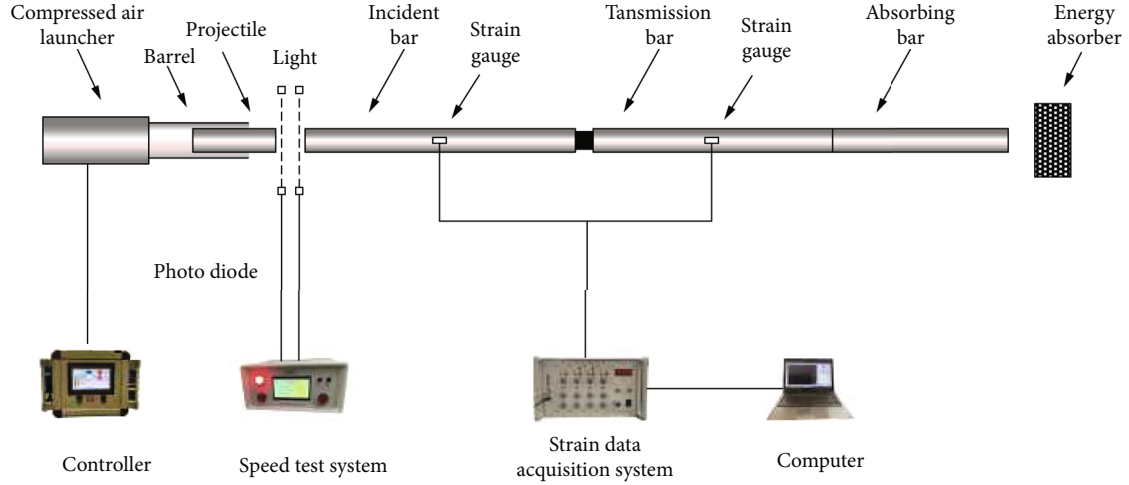 Compressed air
launcher
Barrel
Projectile
Light
Incident
bar
Strain
gauge
Tansmission
bar
Strain
gauge
Absorbing
bar
Energy
absorber
Photo diode
Controller
Speed test system
Strain data
acquisition system
Computer